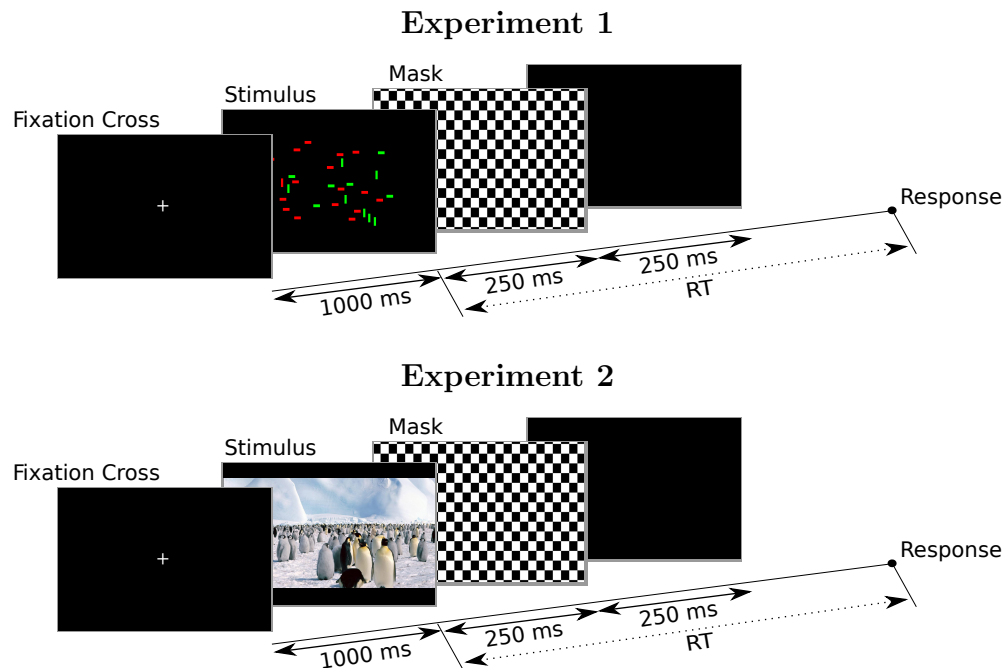 Experiment 1
Mask
Stimulus
Fixation Cross
Response
250 ms
250 ms
1000 ms
RT
Experiment 2
Mask
Stimulus
Fixation Cross
Response
250 ms
250 ms
1000 ms
RT